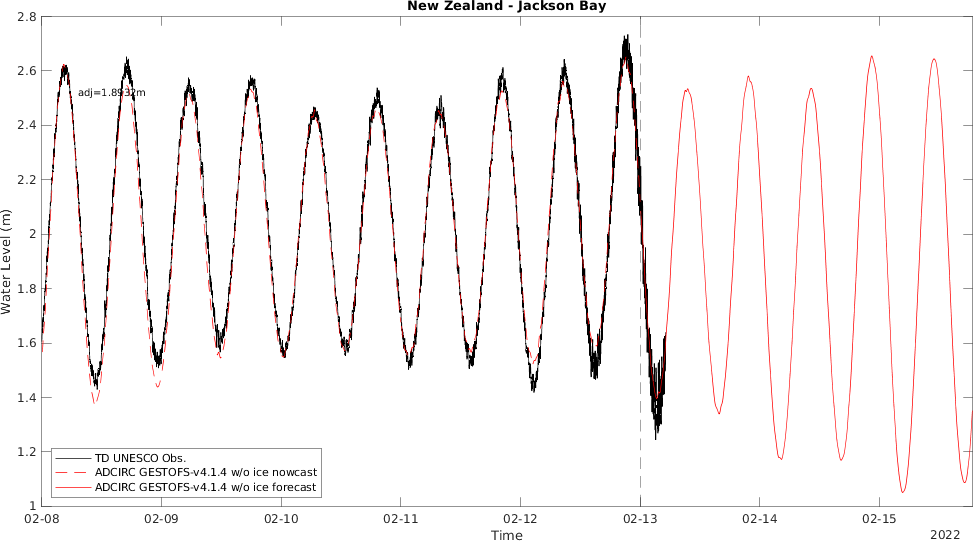 New Zealand - Jackson Bay
2.8
2.6
adj=1.8932m
2.4
2.2
2
1.8
1.6
1.4
1.2
1
Water Level (m)
TD UNESCO Obs.
ADCIRC GESTOFS-v4.1.4 w/o ice nowcast
ADCIRC GESTOFS-v4.1.4 w/o ice forecast
02-08 02-09 02-10 02-11 02-12 02-13 02-14 02-15
Time
2022